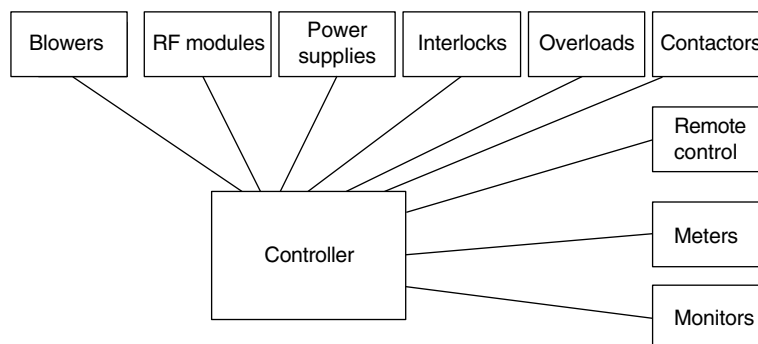 Blowers
RF modules
Power
supplies
Interlocks
Overloads
Contactors
Remote
control
Controller
Meters
Monitors